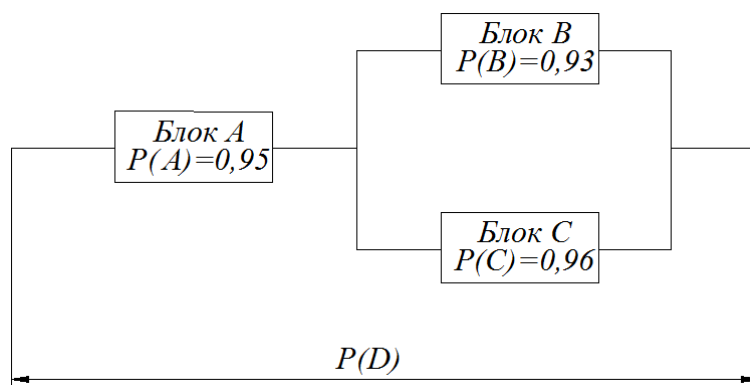 Блок B
P(B)=0,93
Блок A
P(A)=0,95
Блок C
P(C)=0,96
P(D)